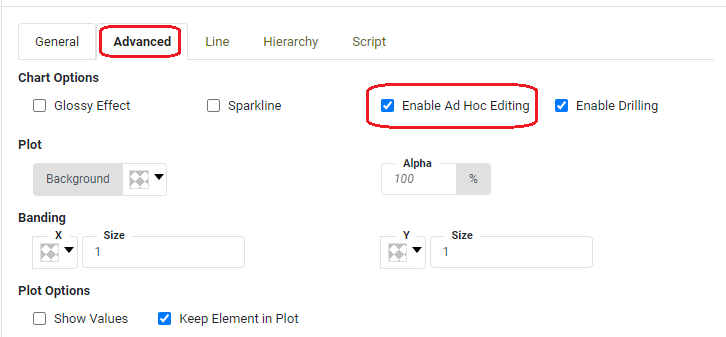 General Advanced Line Hierarchy Script
Chart Options
Glossy Effect Sparkline Enable Ad Hoc Editing Enable Drilling
Plot
Alpha
Background 100 %
Banding
X Size Y Size
1 1
Plot Options
Show Values Keep Element in Plot